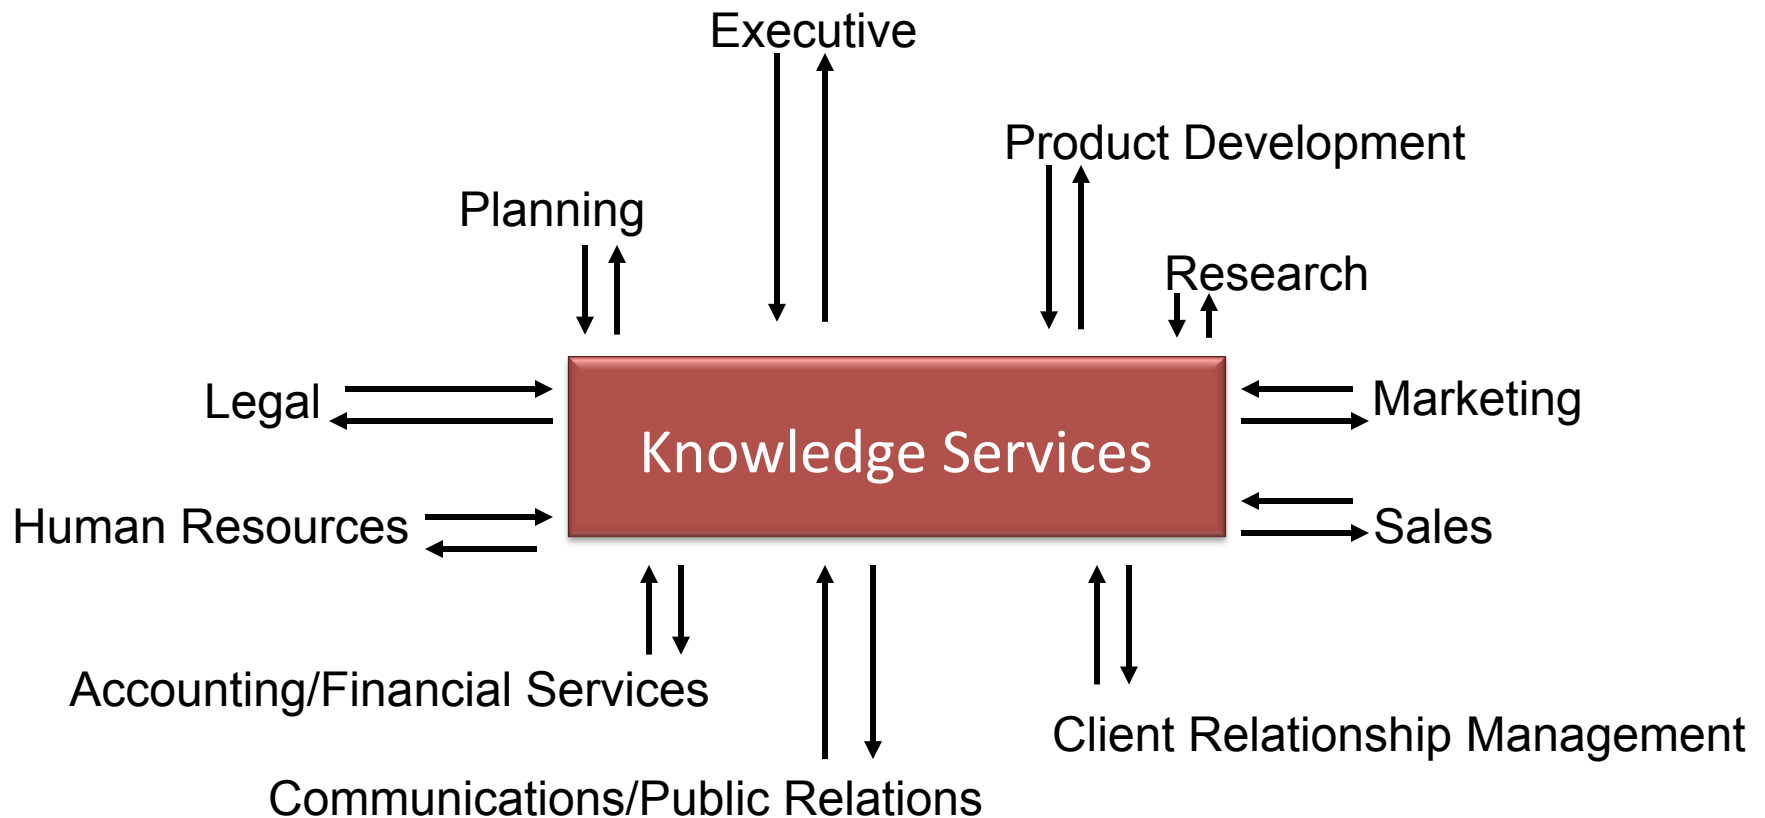 Executive
Product Development
Planning
Research
Legal
Marketing
Knowledge Services
Human Resources
Sales
Accounting/Financial Services
Client Relationship Management
Communications/Public Relations